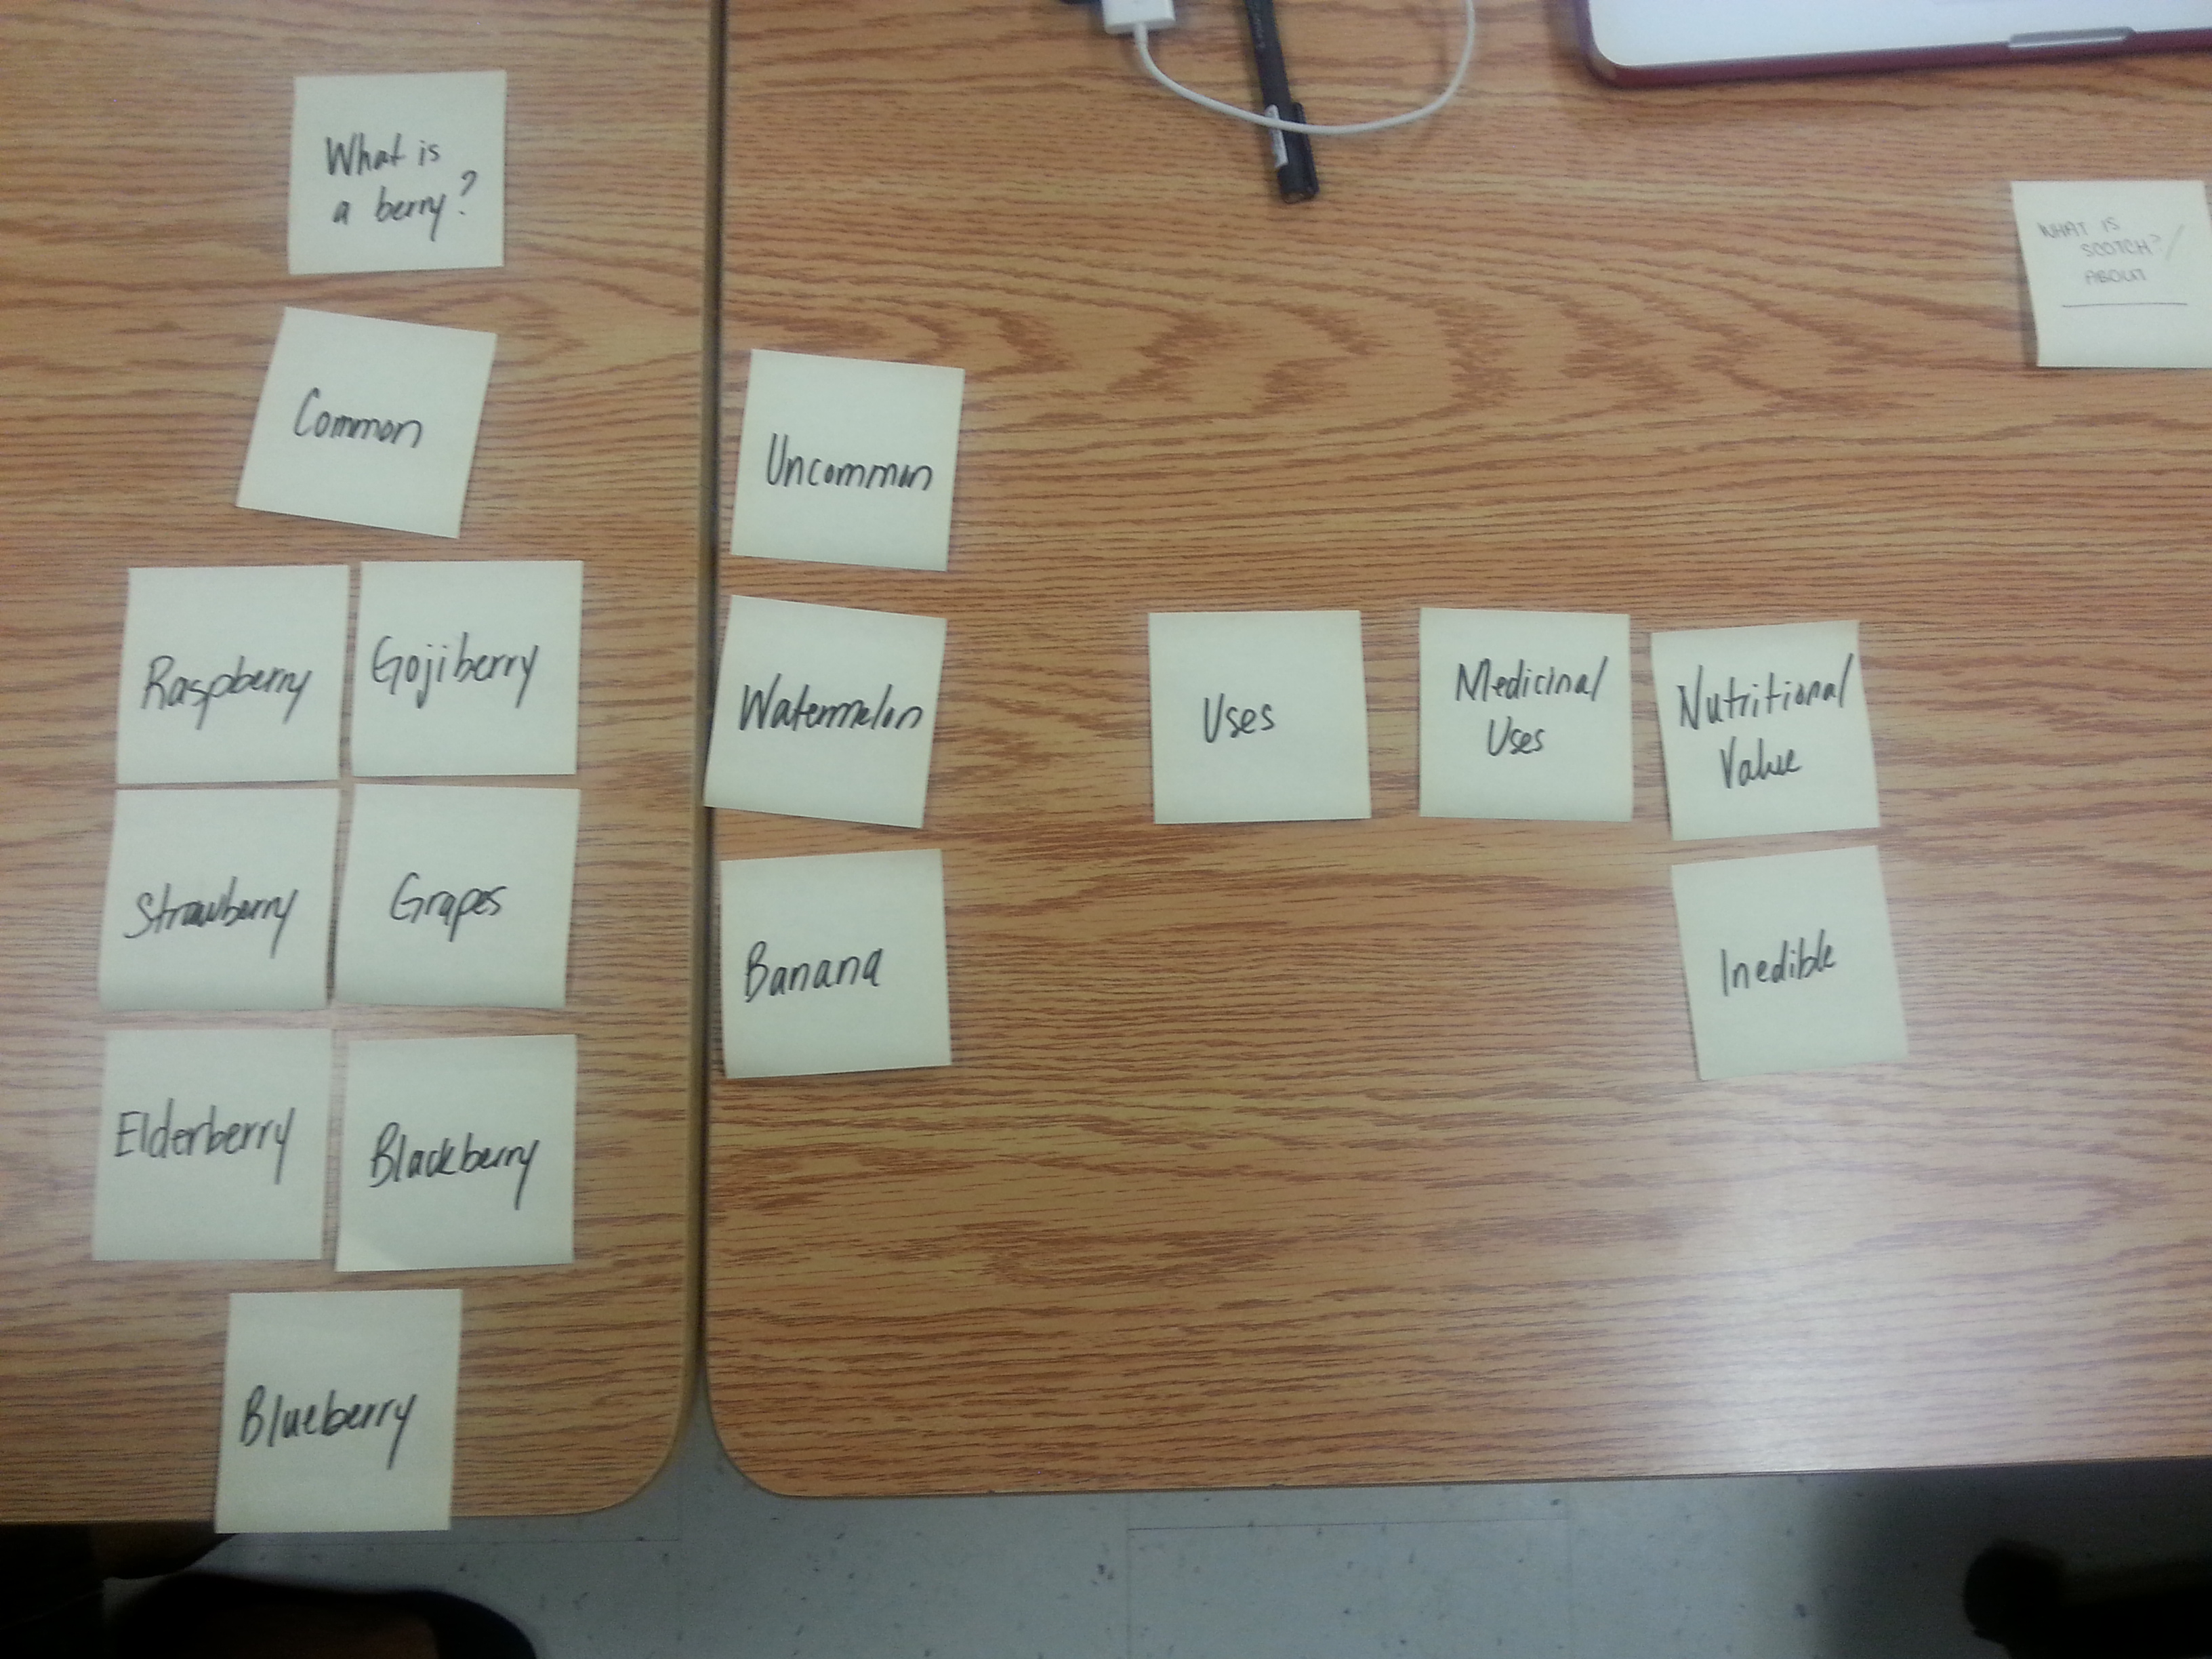 What is
a berry?
Common
Raspberry
Gojiberry
Strawberry
Grapes
Elderberry
Blackberry
Blueberry
Uncommon
Watermelon
Banana
Uses
Medicinal
Uses
Nutritional
Value
Inedible
WHAT IS
SCOTCH? /
ABOUT